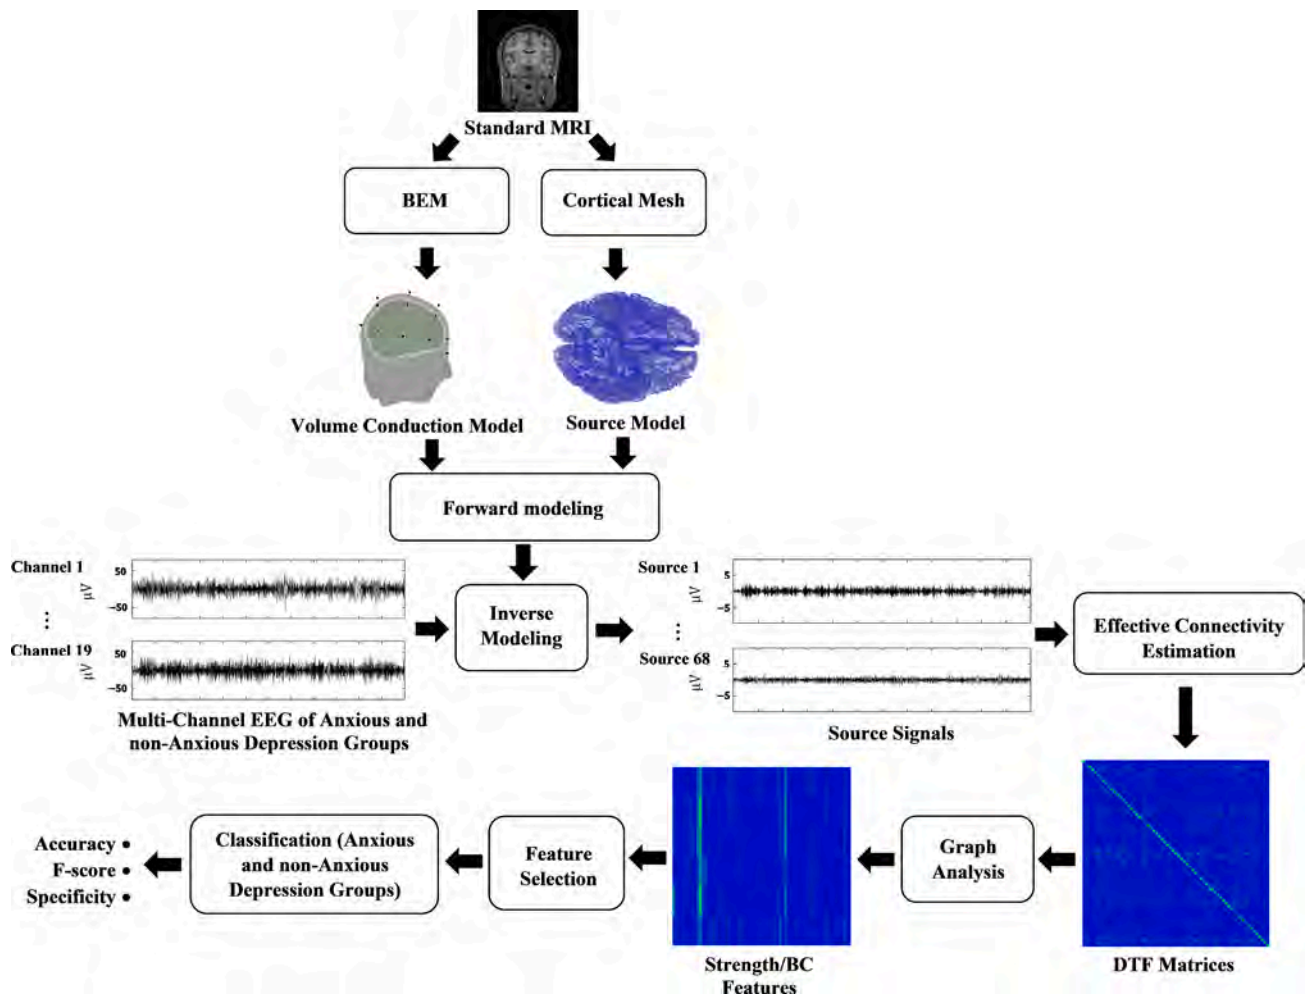 Standard MRI
BEM
Cortical Mesh
Volume Conduction Model
Source Model
Forward modeling
Channel 1
50
μV
−50
⋮
Channel 19
50
μV
−50
Multi-Channel EEG of Anxious and
non-Anxious Depression Groups
Inverse
Modeling
Source 1
5
μV
−5
⋮
Source 68
5
μV
−5
Source Signals
Effective Connectivity
Estimation
DTF Matrices
Graph
Analysis
Strength/BC
Features
Feature
Selection
Classification (Anxious
and non-Anxious
Depression Groups)
Accuracy •
F-score •
Specificity •